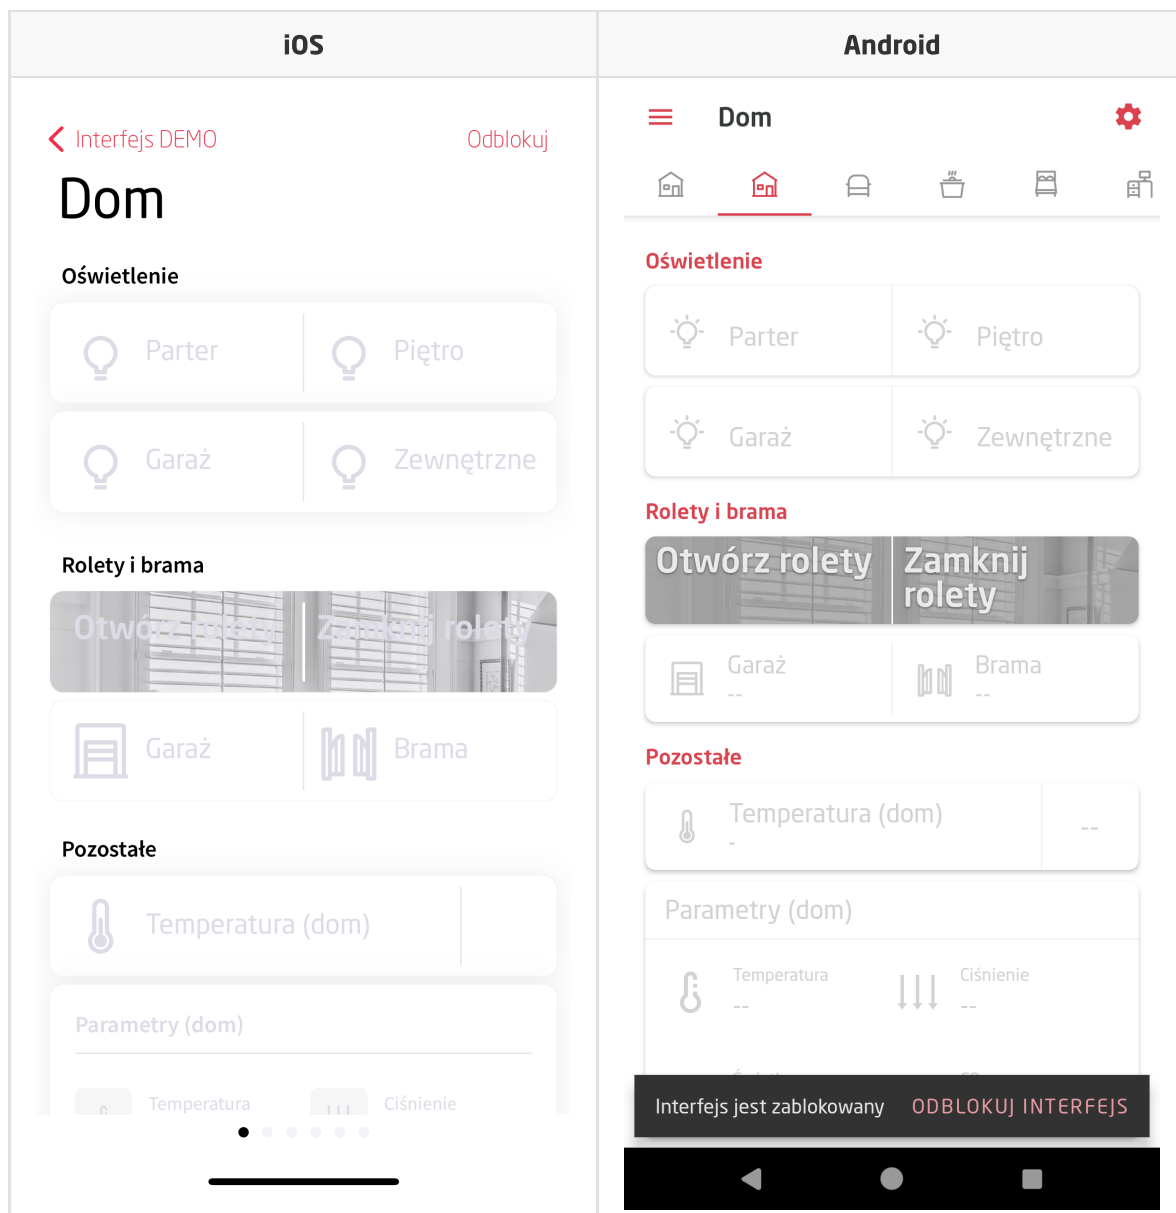 iOS
Android
Interfejs DEMO
Odblokuj
Dom
Oświetlenie
Parter
Piętro
Garaż
Zewnętrzne
Rolety i brama
Otwórz rolety
Zamknij rolety
Garaż
Brama
Pozostałe
Temperatura (dom)
Parametry (dom)
Temperatura
Ciśnienie
Dom
Oświetlenie
Parter
Piętro
Garaż
Zewnętrzne
Rolety i brama
Otwórz rolety
Zamknij
rolety
Garaż
--
Brama
--
Pozostałe
Temperatura (dom)
-
--
Parametry (dom)
Temperatura
--
Ciśnienie
--
Interfejs jest zablokowany
ODBLOKUJ INTERFEJS